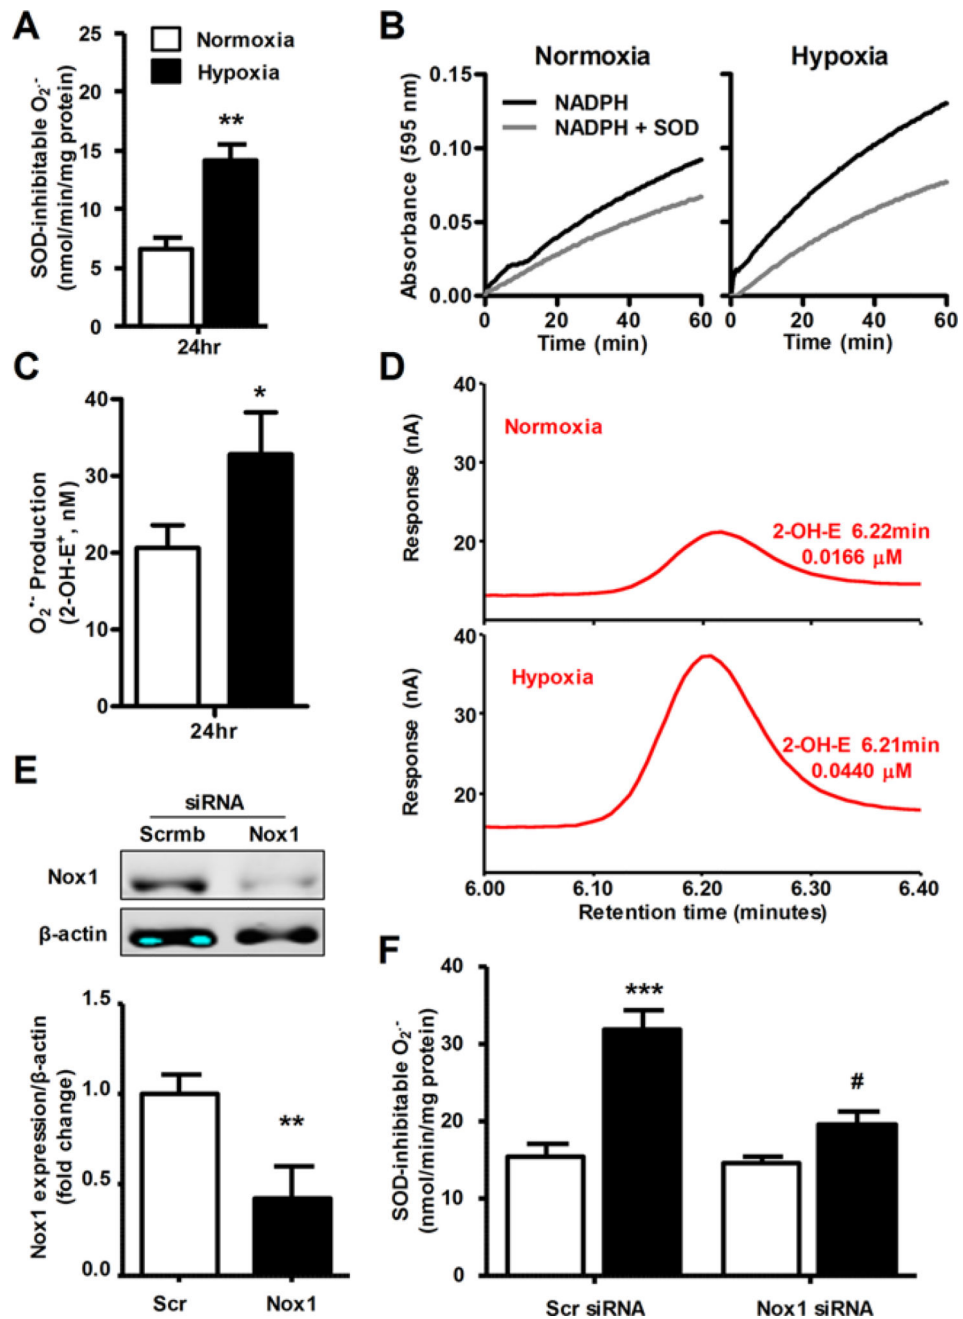 A
SOD-inhibitable O₂·-
(nmol/min/mg protein)
25
20
15
10
5
0
Normoxia
Hypoxia
**
24hr
B
Normoxia
Hypoxia
Absorbance (595 nm)
0.15
0.10
0.05
0.00
NADPH
NADPH + SOD
0
20
40
60
Time (min)
0
20
40
60
Time (min)
C
O₂•- Production
(2-OH-E⁺, nM)
40
30
20
10
0
*
24hr
D
Response (nA)
40
30
20
Normoxia
2-OH-E 6.22min
0.0166 µM
Response (nA)
40
30
20
Hypoxia
2-OH-E 6.21min
0.0440 µM
6.00
6.10
6.20
6.30
6.40
Retention time (minutes)
E
siRNA
Scrmb
Nox1
Nox1
β-actin
Nox1 expression/β-actin
(fold change)
1.5
1.0
0.5
0.0
**
Scr
Nox1
F
SOD-inhibitable O₂·-
(nmol/min/mg protein)
40
30
20
10
0
***
#
Scr siRNA
Nox1 siRNA